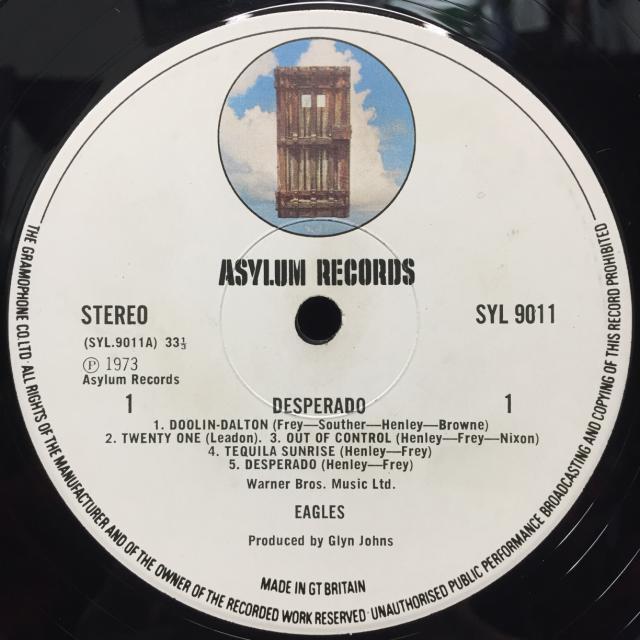 ASYLUM RECORDS
STEREO
SYL 9011
(SYL.9011A) 33⅓
Ⓟ 1973
Asylum Records
1
DESPERADO
1
1. DOOLIN-DALTON (Frey—Souther—Henley—Browne)
2. TWENTY ONE (Leadon). 3. OUT OF CONTROL (Henley—Frey—Nixon)
4. TEQUILA SUNRISE (Henley—Frey)
5. DESPERADO (Henley—Frey)
Warner Bros. Music Ltd.
EAGLES
Produced by Glyn Johns
MADE IN GT BRITAIN
THE GRAMOPHONE CO. LTD · ALL RIGHTS OF THE MANUFACTURER AND OF THE OWNER OF THE RECORDED WORK RESERVED · UNAUTHORISED PUBLIC PERFORMANCE BROADCASTING AND COPYING OF THIS RECORD PROHIBITED